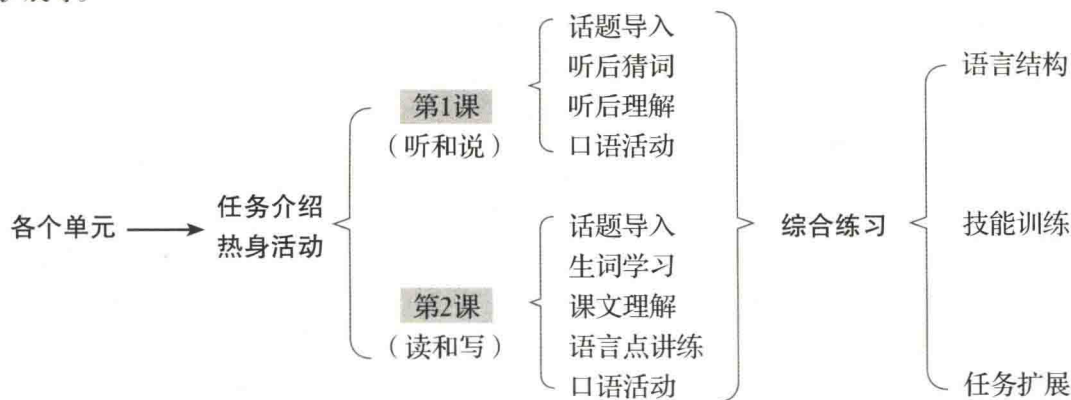 各个单元
任务介绍
热身活动
第1课
（听和说）
话题导入
听后猜词
听后理解
口语活动
第2课
（读和写）
话题导入
生词学习
课文理解
语言点讲练
口语活动
综合练习
语言结构
技能训练
任务扩展